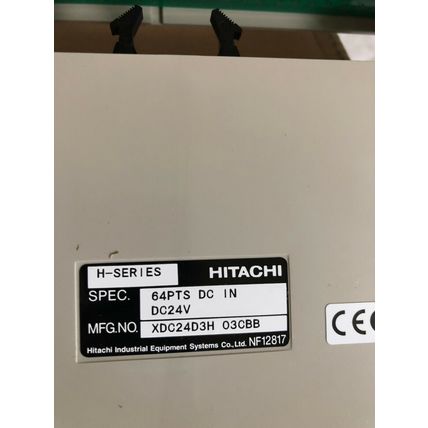 H-SERIES HITACHI
SPEC. 64PTS DC IN
DC24V
MFG.NO. XDC24D3H 03CBB
Hitachi Industrial Equipment Systems Co.,Ltd. NF12817
CE